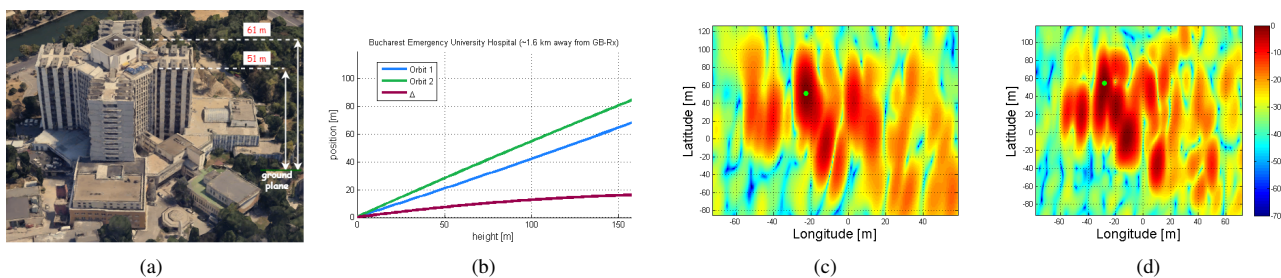 61 m
51 m
ground
plane
(a)
Bucharest Emergency University Hospital (~1.6 km away from GB-Rx)
Orbit 1
Orbit 2
Δ
position [m]
100
80
60
40
20
0
0 50 100 150
height [m]
(b)
Latitude [m]
120
100
80
60
40
20
0
-20
-40
-60
-80
-60 -40 -20 0 20 40
Longitude [m]
(c)
Latitude [m]
120
100
80
60
40
20
0
20
40
60
80
-80 -60 -40 -20 0 20 40 60
Longitude [m]
0
-10
-20
-30
-40
-50
-60
-70
(d)